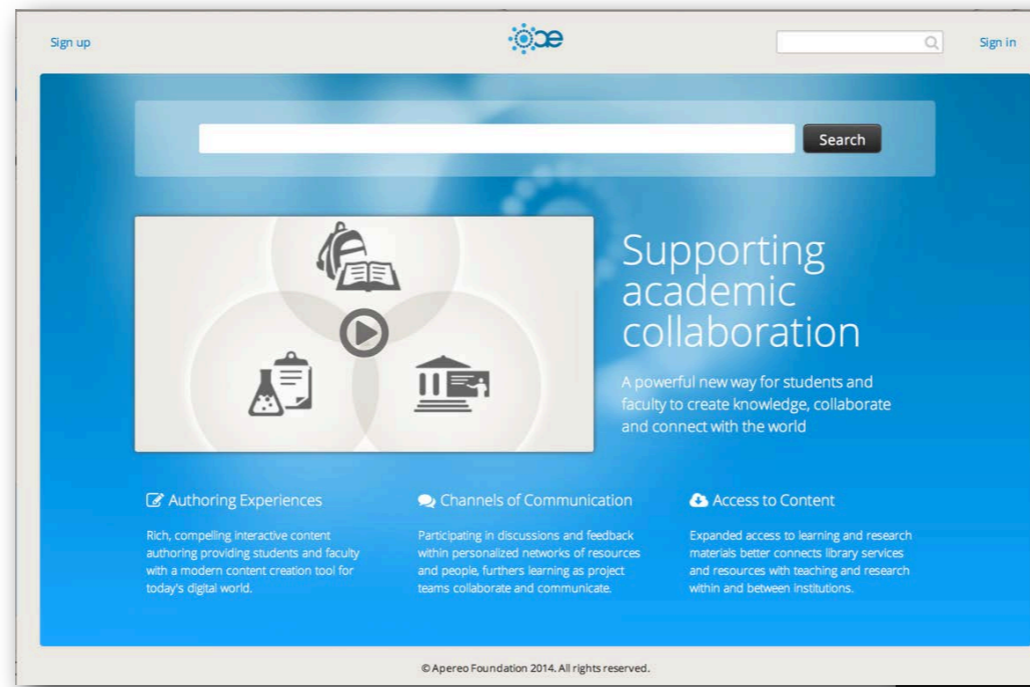 Sign up
Sign in
Search
Supporting
academic
collaboration
A powerful new way for students and
faculty to create knowledge, collaborate
and connect with the world
Authoring Experiences
Rich, compelling interactive content
authoring providing students and faculty
with a modern content creation tool for
today's digital world.
Channels of Communication
Participating in discussions and feedback
within personalized networks of resources
and people, furthers learning as project
teams collaborate and communicate.
Access to Content
Expanded access to learning and research
materials better connects library services
and resources with teaching and research
within and between institutions.
© Apereo Foundation 2014. All rights reserved.